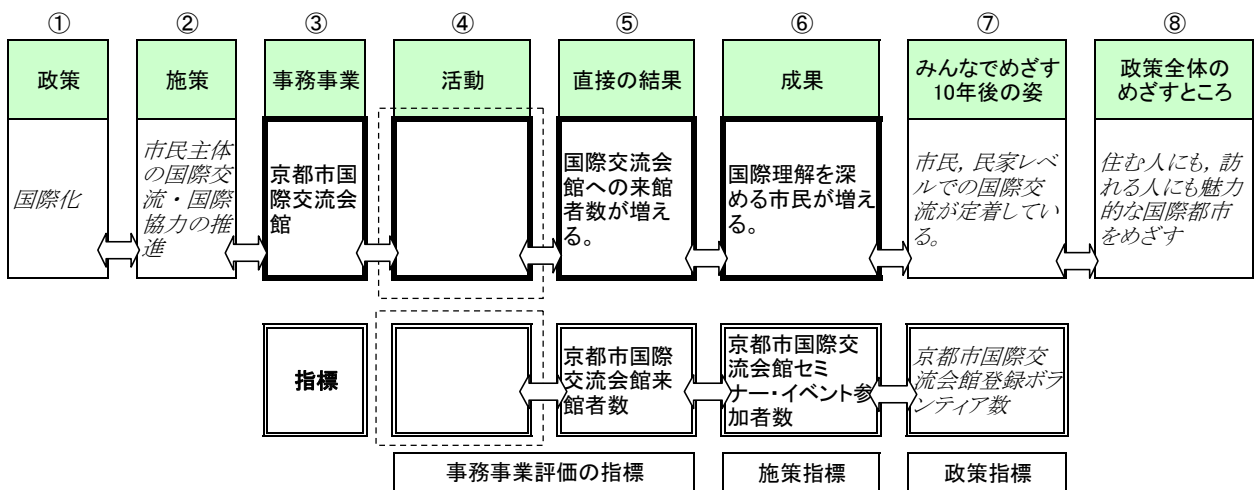 ①
②
③
④
⑤
⑥
⑦
⑧
政策
施策
事務事業
活動
直接の結果
成果
みんなでめざす
10年後の姿
政策全体の
めざすところ
国際化
市民主体
の国際交
流・国際
協力の推
進
京都市国
際交流会
館
国際交流会
館への来館
者数が増え
る。
国際理解を深
める市民が増え
る。
市民，民家レ
ベルでの国際交
流が定着してい
る。
住む人にも，訪
れる人にも魅力
的な国際都市
をめざす
指標
京都市国際
交流会館来
館者数
京都市国際交
流会館セミ
ナー・イベント参
加者数
京都市国際交
流会館登録ボラ
ンティア数
事務事業評価の指標
施策指標
政策指標